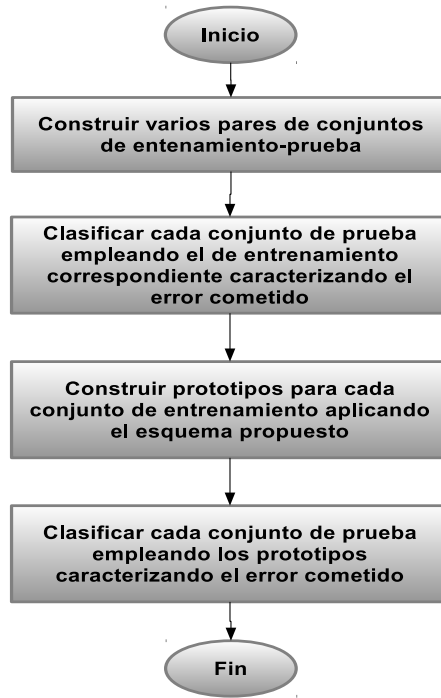 Inicio
Construir varios pares de conjuntos
de entenamiento-prueba
Clasificar cada conjunto de prueba
empleando el de entrenamiento
correspondiente caracterizando el
error cometido
Construir prototipos para cada
conjunto de entrenamiento aplicando
el esquema propuesto
Clasificar cada conjunto de prueba
empleando los prototipos
caracterizando el error cometido
Fin